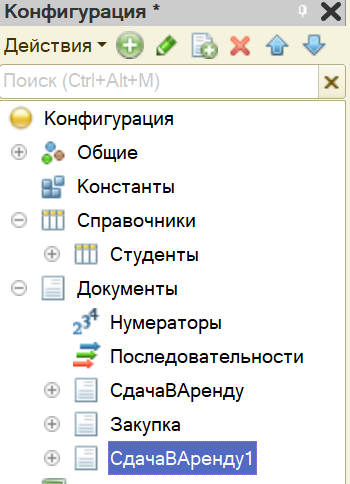 Конфигурация *
Действия
Поиск (Ctrl+Alt+M)
Конфигурация
Общие
Константы
Справочники
Студенты
Документы
Нумераторы
Последовательности
СдачаВАренду
Закупка
СдачаВАренду1